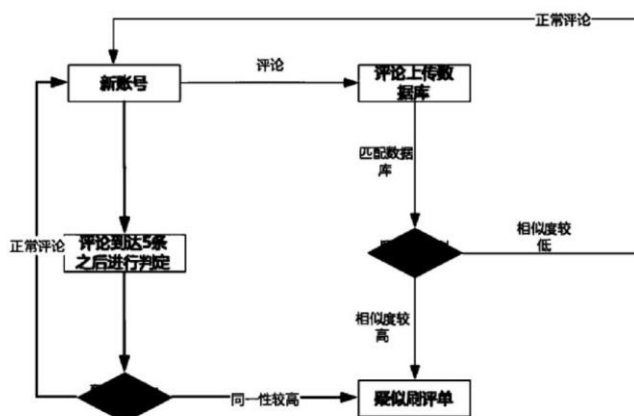 正常评论
新账号
评论
评论上传数
据库
匹配数据
库
正常评论
评论到达5条
之后进行判定
相似度较
低
相似度较
高
同一性较高
疑似刷评单